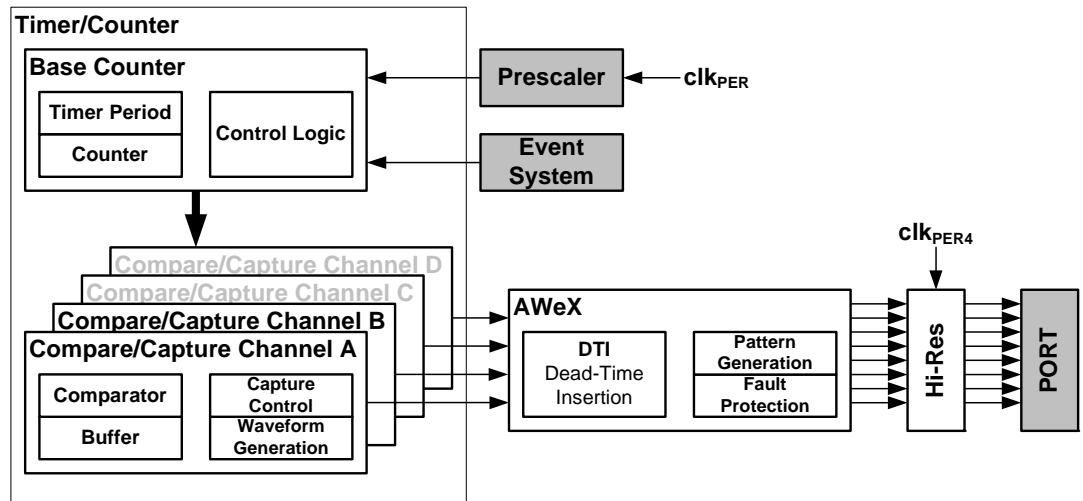 Timer/Counter
Base Counter
Timer Period
Counter
Control Logic
Prescaler
clkPER
Event
System
Compare/Capture Channel D
Compare/Capture Channel C
Compare/Capture Channel B
Compare/Capture Channel A
Comparator
Buffer
Capture
Control
Waveform
Generation
AWeX
DTI
Dead-Time
Insertion
Pattern
Generation
Fault
Protection
clkPER4
Hi-Res
PORT